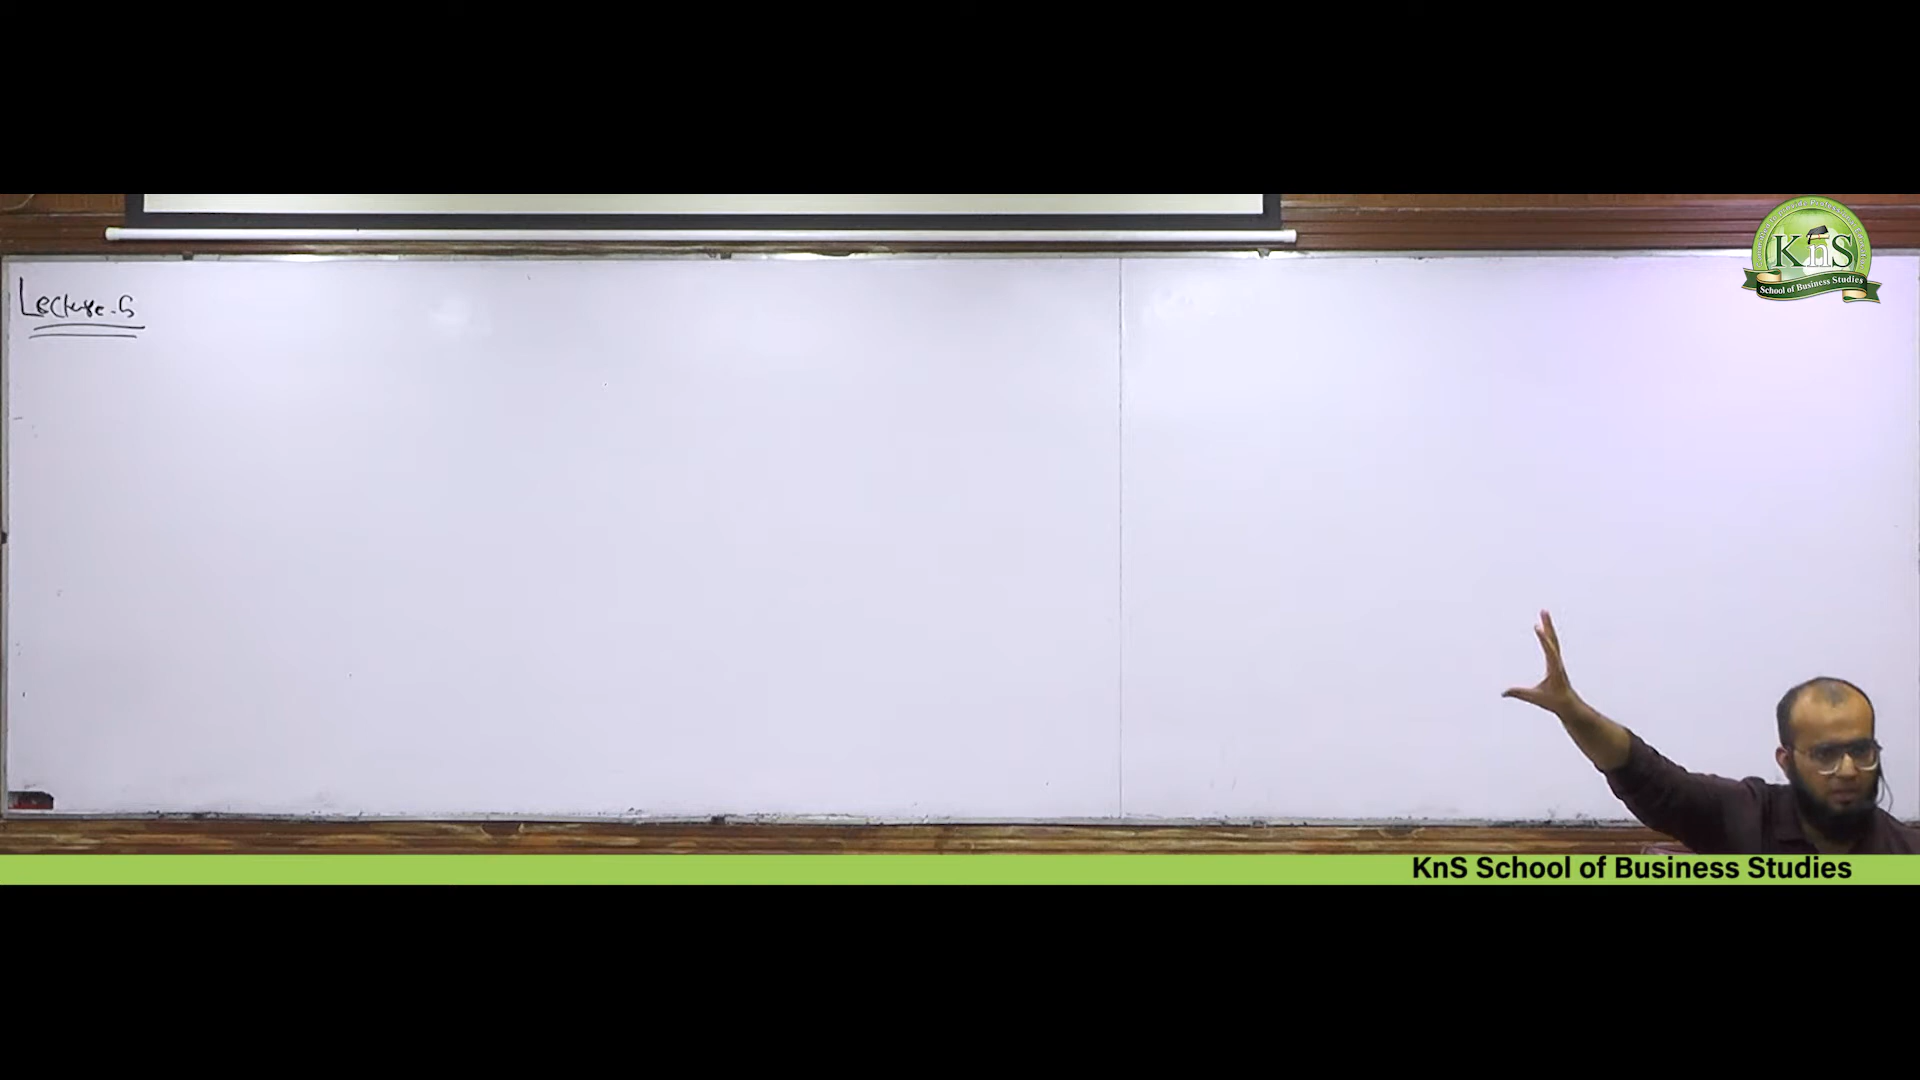 Lecture-5
KnS
School of Business Studies
KnS School of Business Studies